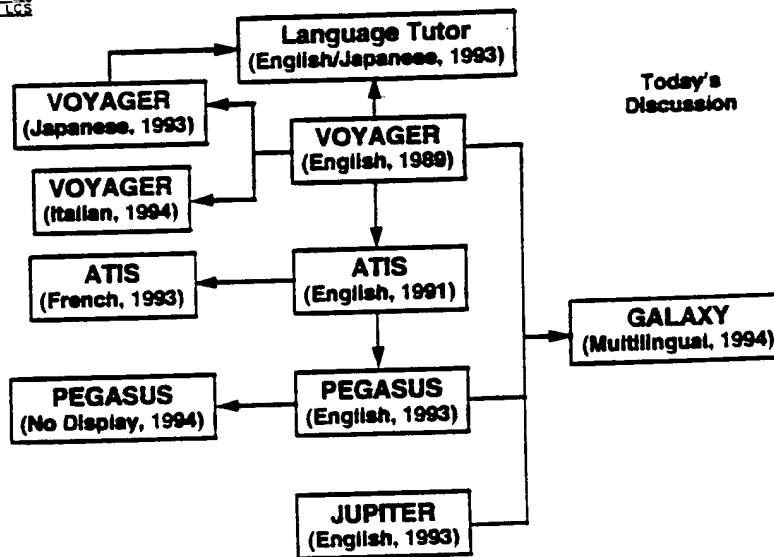 LCS
Language Tutor
(English/Japanese, 1993)
Today's
Discussion
VOYAGER
(Japanese, 1993)
VOYAGER
(English, 1989)
VOYAGER
(Italian, 1994)
ATIS
(French, 1993)
ATIS
(English, 1991)
GALAXY
(Multilingual, 1994)
PEGASUS
(No Display, 1994)
PEGASUS
(English, 1993)
JUPITER
(English, 1993)